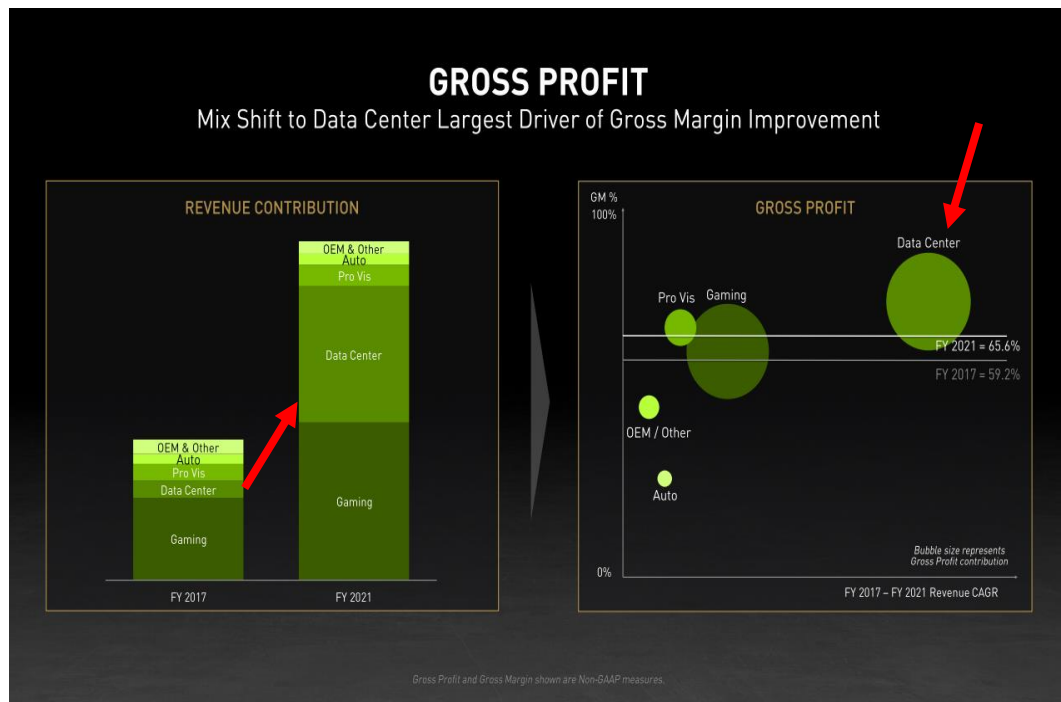 GROSS PROFIT
Mix Shift to Data Center Largest Driver of Gross Margin Improvement
REVENUE CONTRIBUTION
OEM & Other
Auto
Pro Vis
Data Center
Gaming
FY 2017
OEM & Other
Auto
Pro Vis
Data Center
Gaming
FY 2021
GROSS PROFIT
GM %
100%
Data Center
Pro Vis
Gaming
FY 2021 = 65.6%
FY 2017 = 59.2%
OEM / Other
Auto
Bubble size represents
Gross Profit contribution
0%
FY 2017 – FY 2021 Revenue CAGR
Gross Profit and Gross Margin shown are Non-GAAP measures.